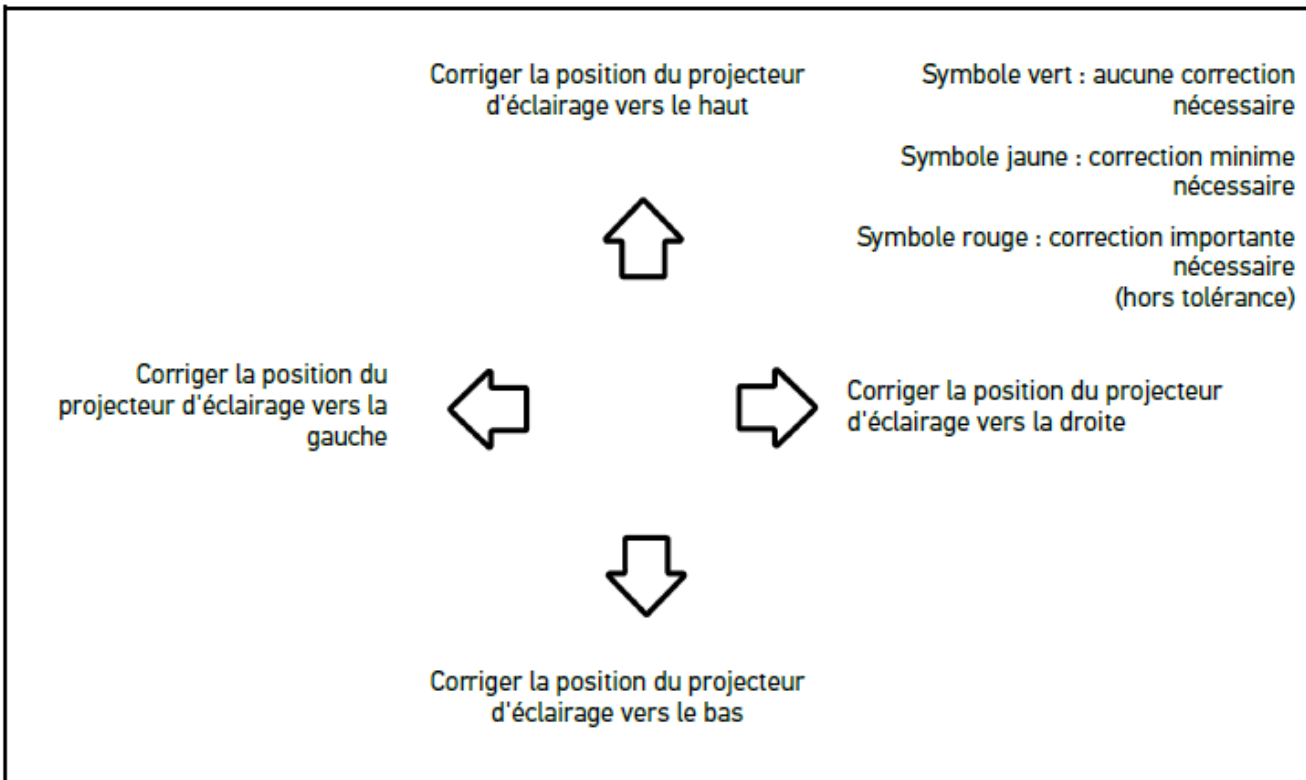 Corriger la position du projecteur
d'éclairage vers le haut
Symbole vert : aucune correction
nécessaire
Symbole jaune : correction minime
nécessaire
Symbole rouge : correction importante
nécessaire
(hors tolérance)
Corriger la position du
projecteur d'éclairage vers la
gauche
Corriger la position du projecteur
d'éclairage vers la droite
Corriger la position du projecteur
d'éclairage vers le bas